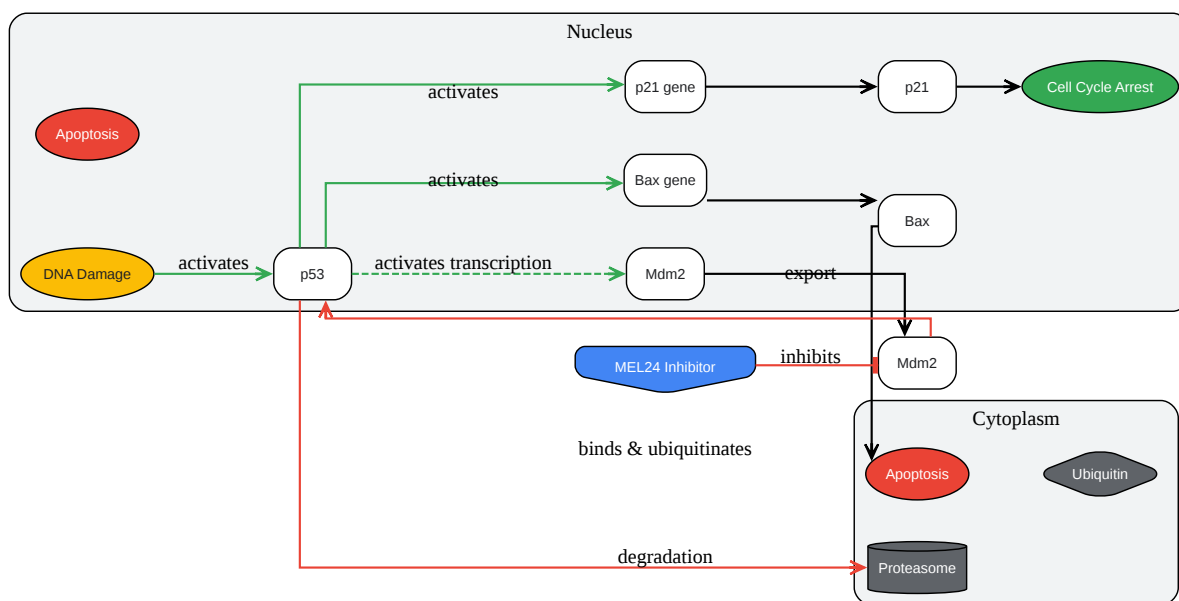 Nucleus
activates
p21 gene
p21
Cell Cycle Arrest
Apoptosis
activates
Bax gene
Bax
DNA Damage
activates
p53
activates transcription
Mdm2
export
MEL24 Inhibitor
inhibits
Mdm2
Cytoplasm
binds & ubiquitinates
Apoptosis
Ubiquitin
degradation
Proteasome